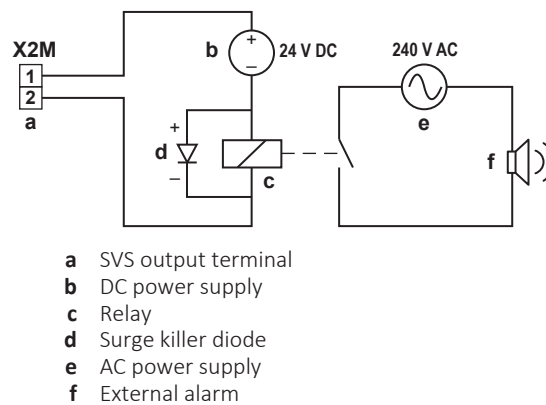 X2M
1
2
a
b
+
–
24 V DC
240 V AC
e
d
+
–
c
f
a SVS output terminal
b DC power supply
c Relay
d Surge killer diode
e AC power supply
f External alarm